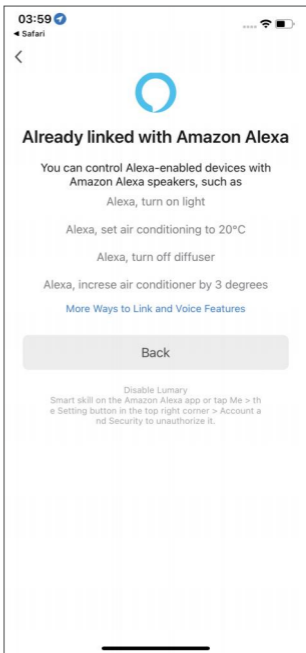 03:59
◀ Safari
Already linked with Amazon Alexa
You can control Alexa-enabled devices with
Amazon Alexa speakers, such as
Alexa, turn on light
Alexa, set air conditioning to 20°C
Alexa, turn off diffuser
Alexa, increse air conditioner by 3 degrees
More Ways to Link and Voice Features
Back
Disable Lumary
Smart skill on the Amazon Alexa app or tap Me > th
e Setting button in the top right corner > Account a
nd Security to unauthorize it.